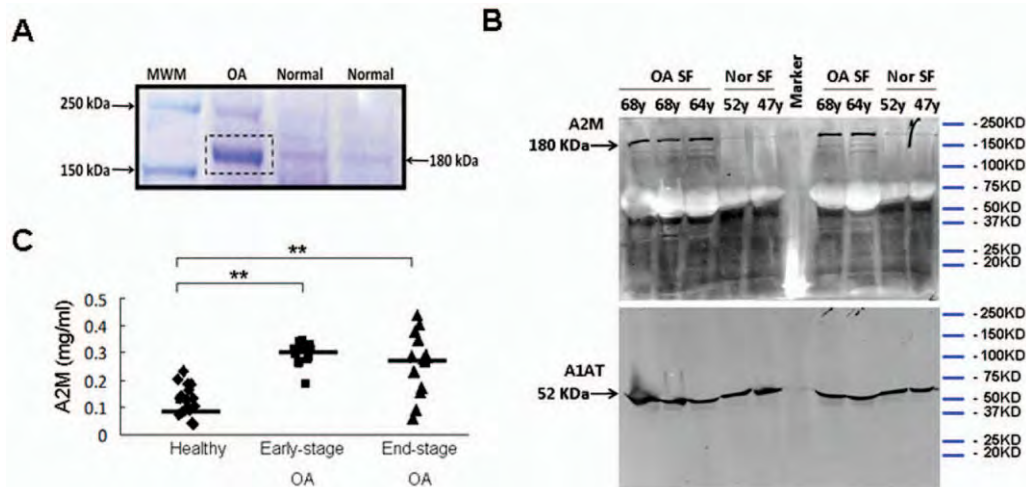 A
MWM OA Normal Normal
250 kDa
150 kDa
180 kDa
B
OA SF Nor SF Marker OA SF Nor SF
68y 68y 64y 52y 47y 68y 64y 52y 47y
A2M
180 KDa
- 250KD
- 150KD
- 100KD
- 75KD
- 50KD
- 37KD
- 25KD
- 20KD
A1AT
52 KDa
- 250KD
- 150KD
- 100KD
- 75KD
- 50KD
- 37KD
- 25KD
- 20KD
C
**
**
A2M (mg/ml)
0.5
0.4
0.3
0.2
0.1
0
Healthy Early-stage End-stage
OA OA